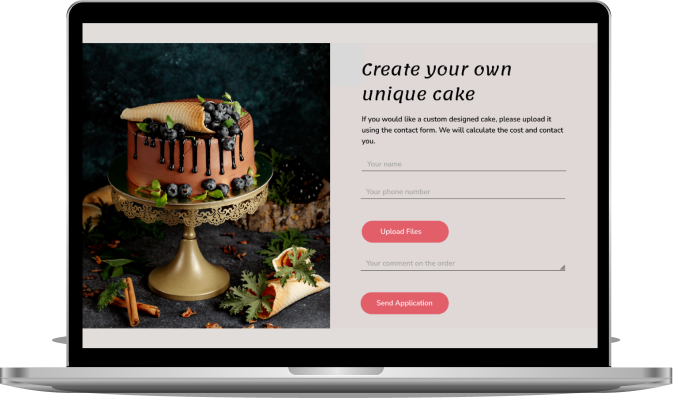 Create your own
unique cake
If you would like a custom designed cake, please upload it
using the contact form. We will calculate the cost and contact
you.
Your name
Your phone number
Upload Files
Your comment on the order
Send Application